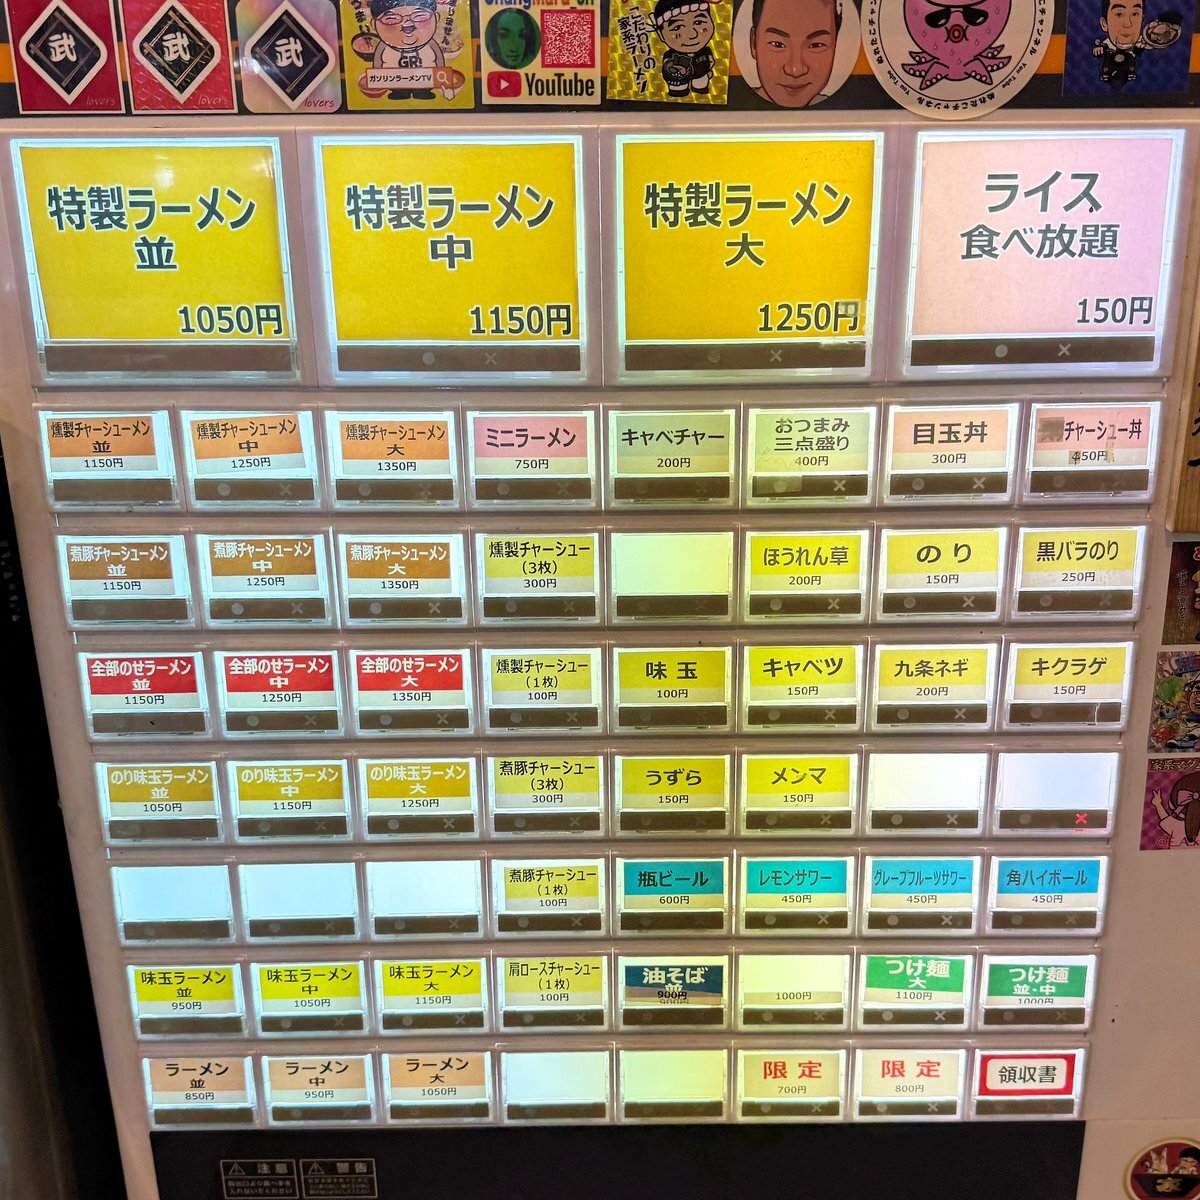 武
lovers
武
lovers
武
lovers
ガソリンラーメンTV
YouTube
こだわりの
家系ラーメン
ぬれたこチャンネル You Tube
特製ラーメン
並
1050円
特製ラーメン
中
1150円
特製ラーメン
大
1250円
ライス
食べ放題
150円
燻製チャーシューメン
並
1150円
燻製チャーシューメン
中
1250円
燻製チャーシューメン
大
1350円
ミニラーメン
750円
キャベチャー
200円
おつまみ
三点盛り
400円
目玉丼
300円
チャーシュー丼
450円
煮豚チャーシューメン
並
1150円
煮豚チャーシューメン
中
1250円
煮豚チャーシューメン
大
1350円
燻製チャーシュー
(3枚)
300円
ほうれん草
200円
のり
150円
黒バラのり
250円
全部のせラーメン
並
1150円
全部のせラーメン
中
1250円
全部のせラーメン
大
1350円
燻製チャーシュー
(1枚)
100円
味玉
100円
キャベツ
150円
九条ネギ
200円
キクラゲ
150円
のり味玉ラーメン
並
1050円
のり味玉ラーメン
中
1150円
のり味玉ラーメン
大
1250円
煮豚チャーシュー
(3枚)
300円
うずら
150円
メンマ
150円
煮豚チャーシュー
(1枚)
100円
瓶ビール
600円
レモンサワー
450円
グレープフルーツサワー
450円
角ハイボール
450円
味玉ラーメン
並
950円
味玉ラーメン
中
1050円
味玉ラーメン
大
1150円
肩ロースチャーシュー
(1枚)
100円
油そば
並
900円
1000円
つけ麺
大
1100円
つけ麺
並・中
1000円
ラーメン
並
850円
ラーメン
中
950円
ラーメン
大
1050円
限定
700円
限定
800円
領収書
注意
警告